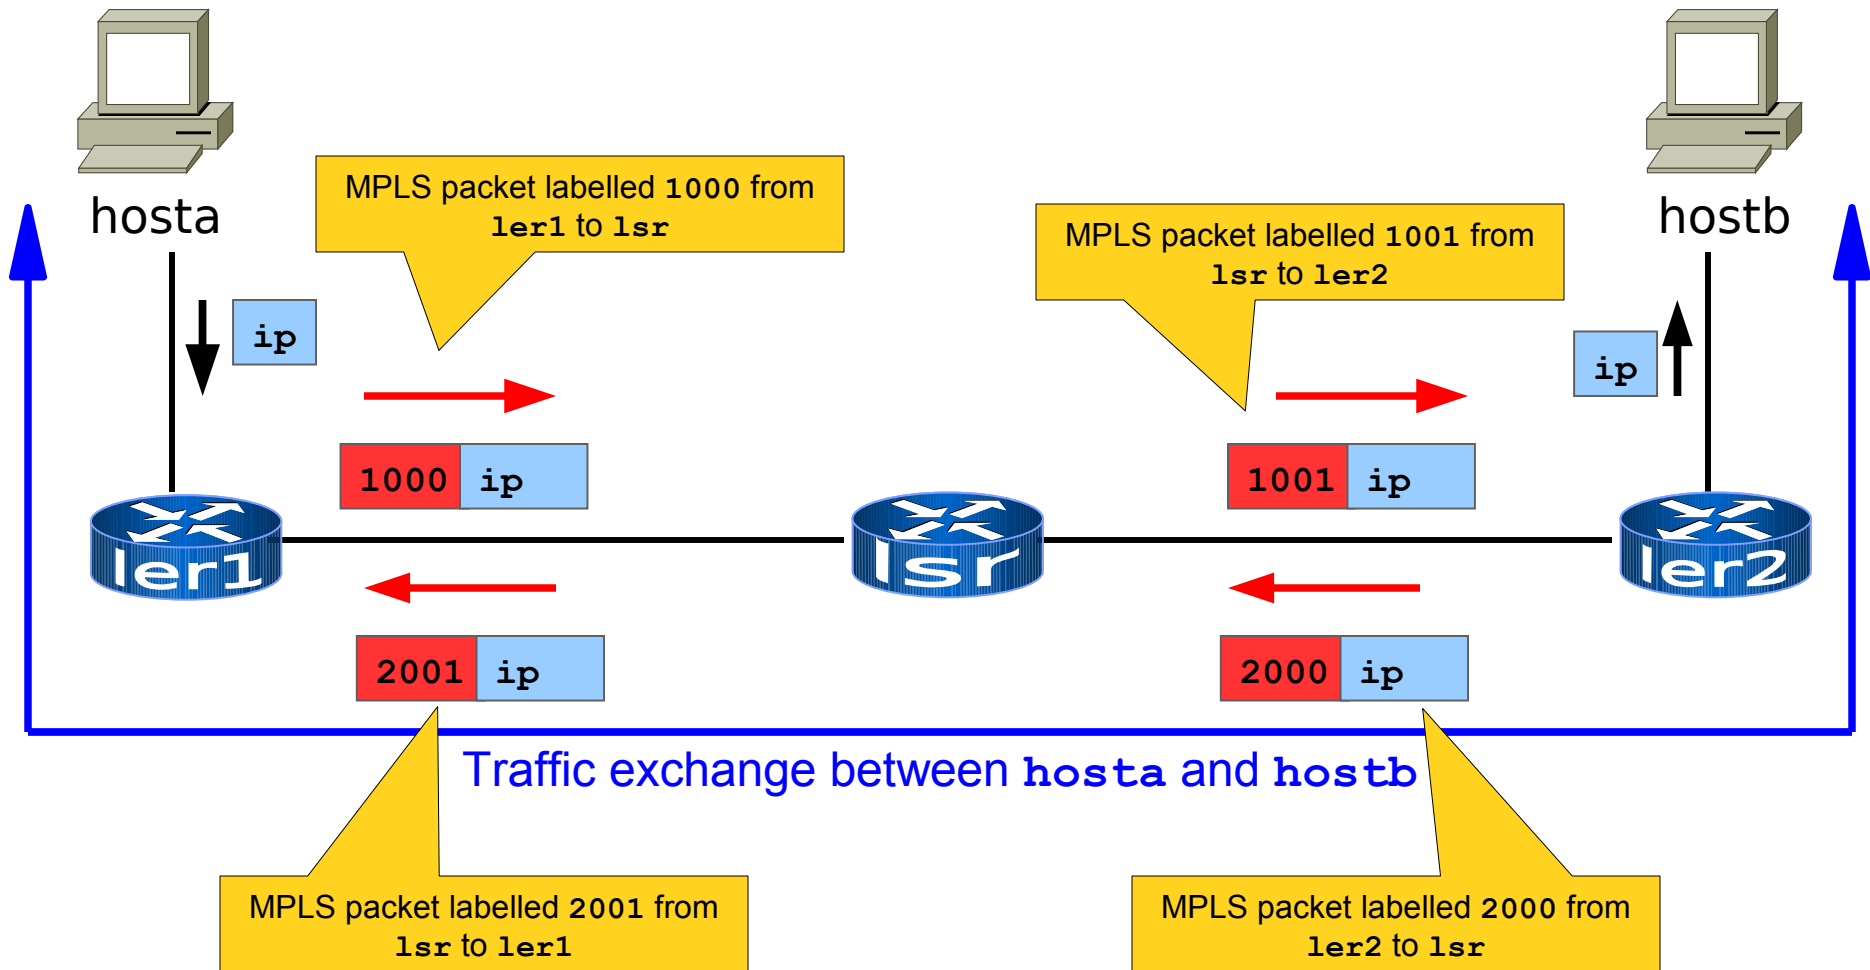 hosta
hostb
MPLS packet labelled 1000 from
ler1 to lsr
MPLS packet labelled 1001 from
lsr to ler2
ip
ip
1000 ip
1001 ip
ler1
lsr
ler2
2001 ip
2000 ip
Traffic exchange between hosta and hostb
MPLS packet labelled 2001 from
lsr to ler1
MPLS packet labelled 2000 from
ler2 to lsr